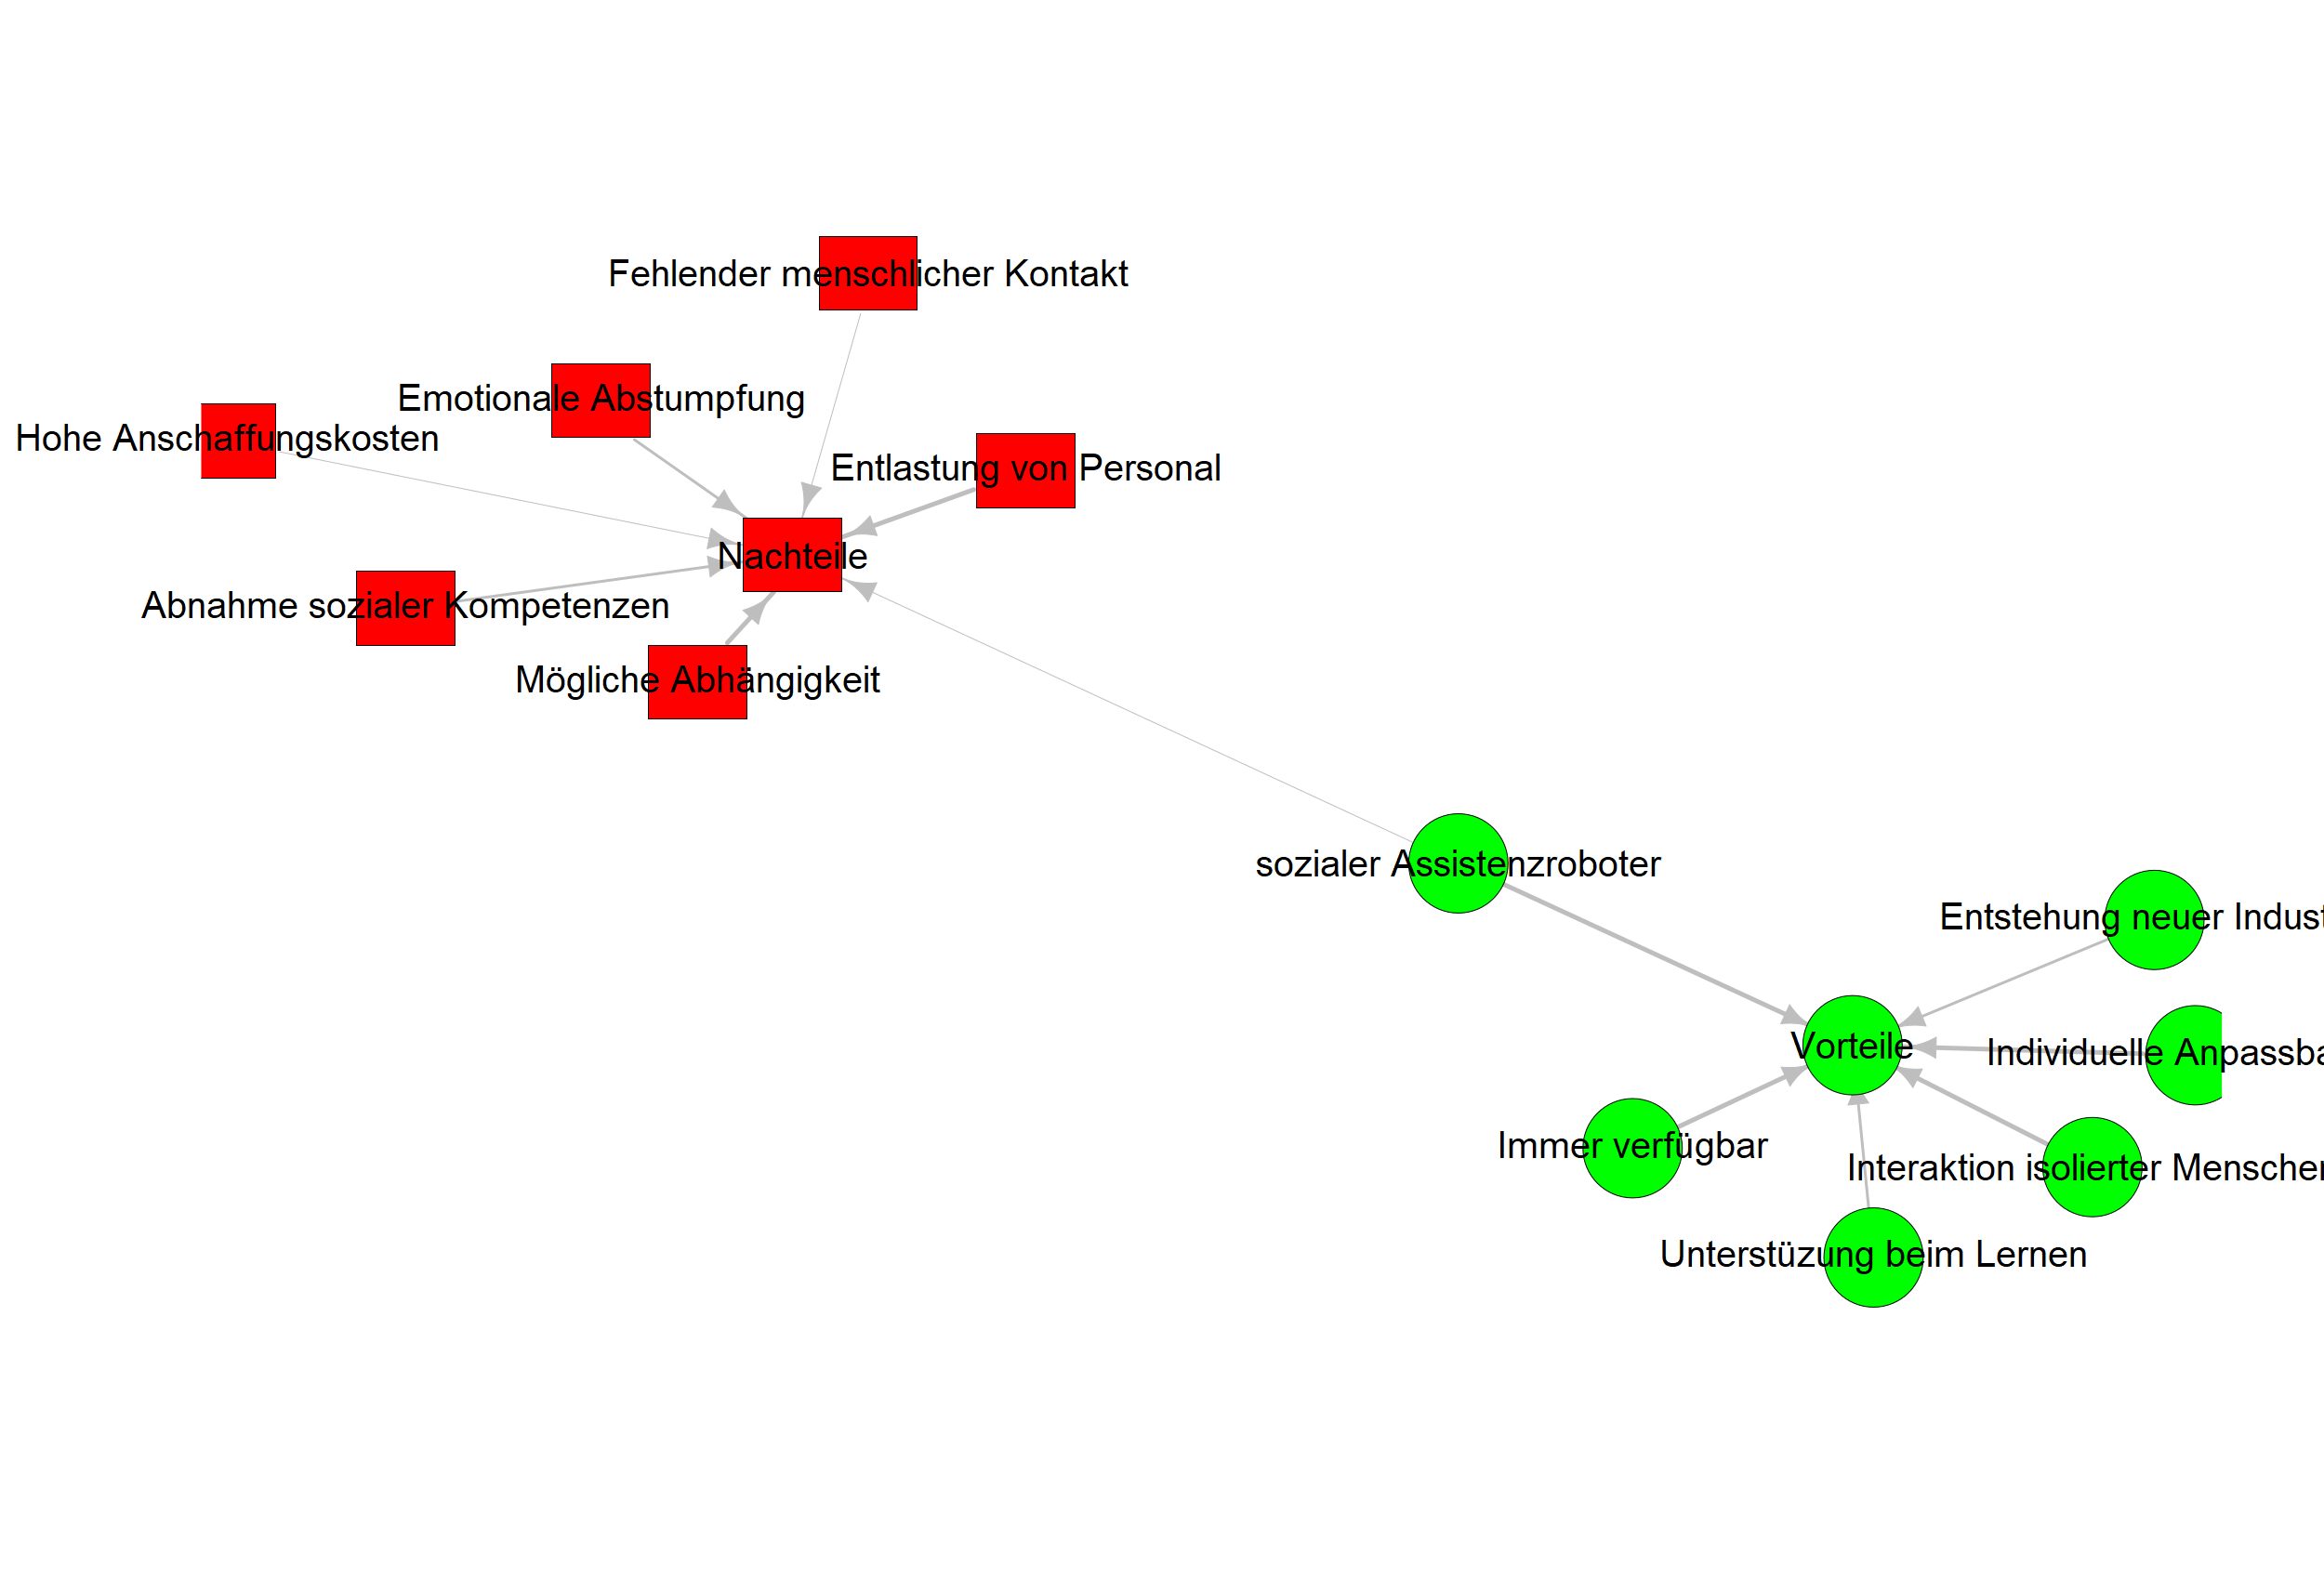 Fehlender menschlicher Kontakt
Emotionale Abstumpfung
Hohe Anschaffungskosten
Entlastung von Personal
Nachteile
Abnahme sozialer Kompetenzen
Mögliche Abhängigkeit
sozialer Assistenzroboter
Entstehung neuer Indust
Vorteile
Individuelle Anpassba
Immer verfügbar
Interaktion isolierter Menschen
Unterstüzung beim Lernen